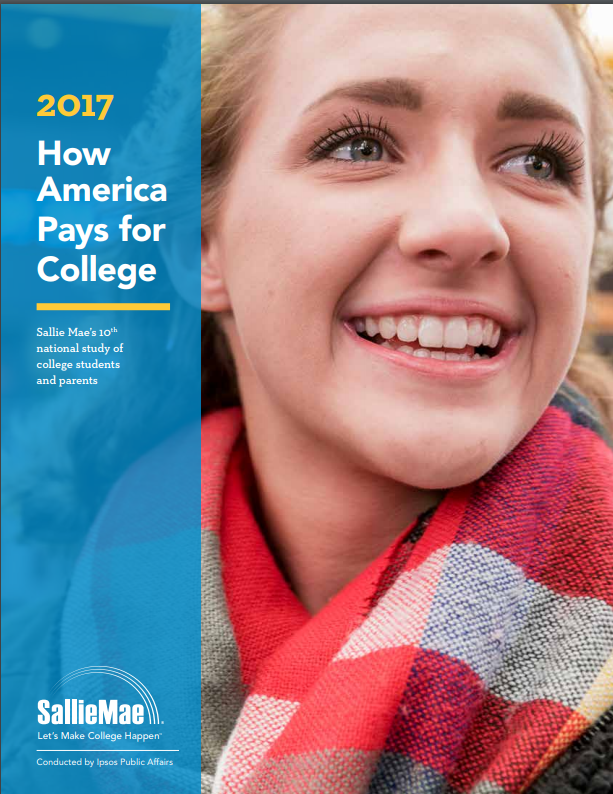 2017
How
America
Pays for
College
Sallie Mae's 10th
national study of
college students
and parents
SallieMae®
Let's Make College Happen℠
Conducted by Ipsos Public Affairs